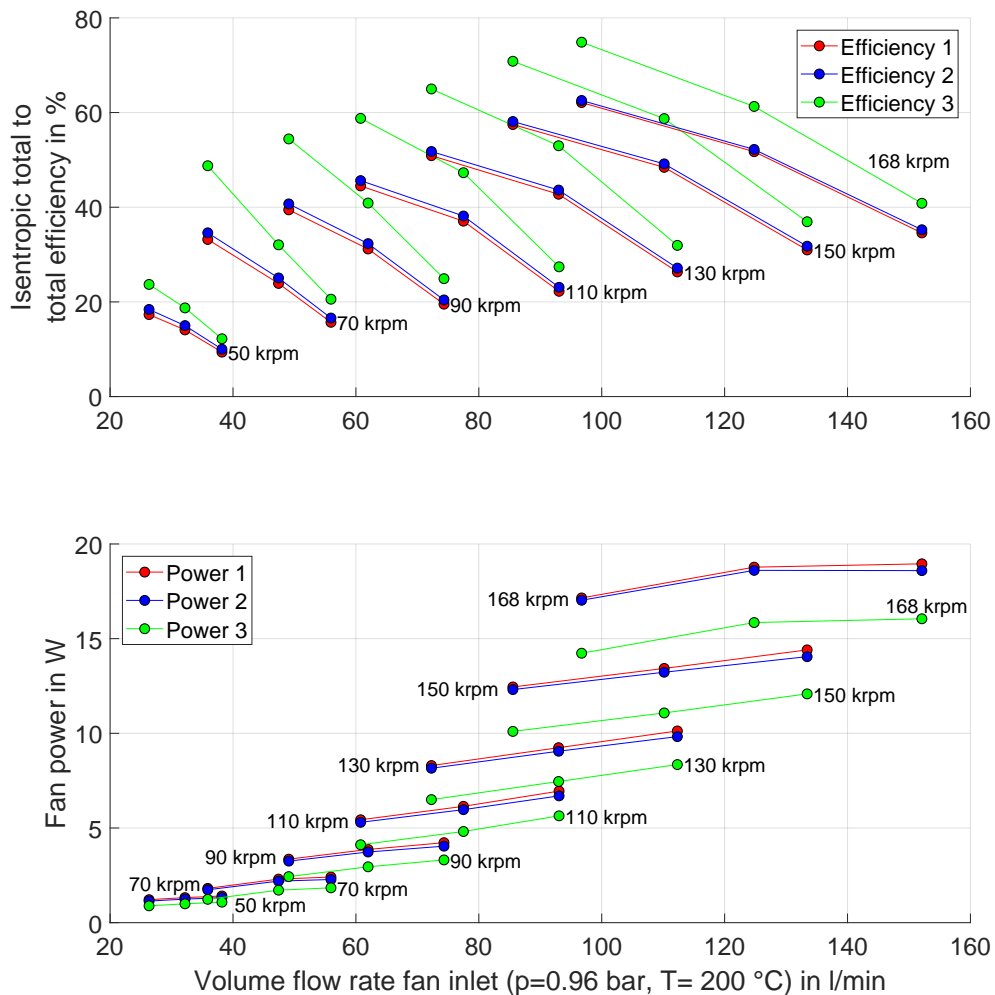 80
60
40
20
0
Isentropic total to
total efficiency in %
Efficiency 1
Efficiency 2
Efficiency 3
168 krpm
150 krpm
130 krpm
110 krpm
90 krpm
70 krpm
50 krpm
20 40 60 80 100 120 140 160
20
15
10
5
0
Fan power in W
Power 1
Power 2
Power 3
168 krpm
168 krpm
150 krpm
150 krpm
130 krpm
130 krpm
110 krpm
110 krpm
90 krpm
90 krpm
70 krpm
70 krpm
50 krpm
20 40 60 80 100 120 140 160
Volume flow rate fan inlet (p=0.96 bar, T= 200 °C) in l/min